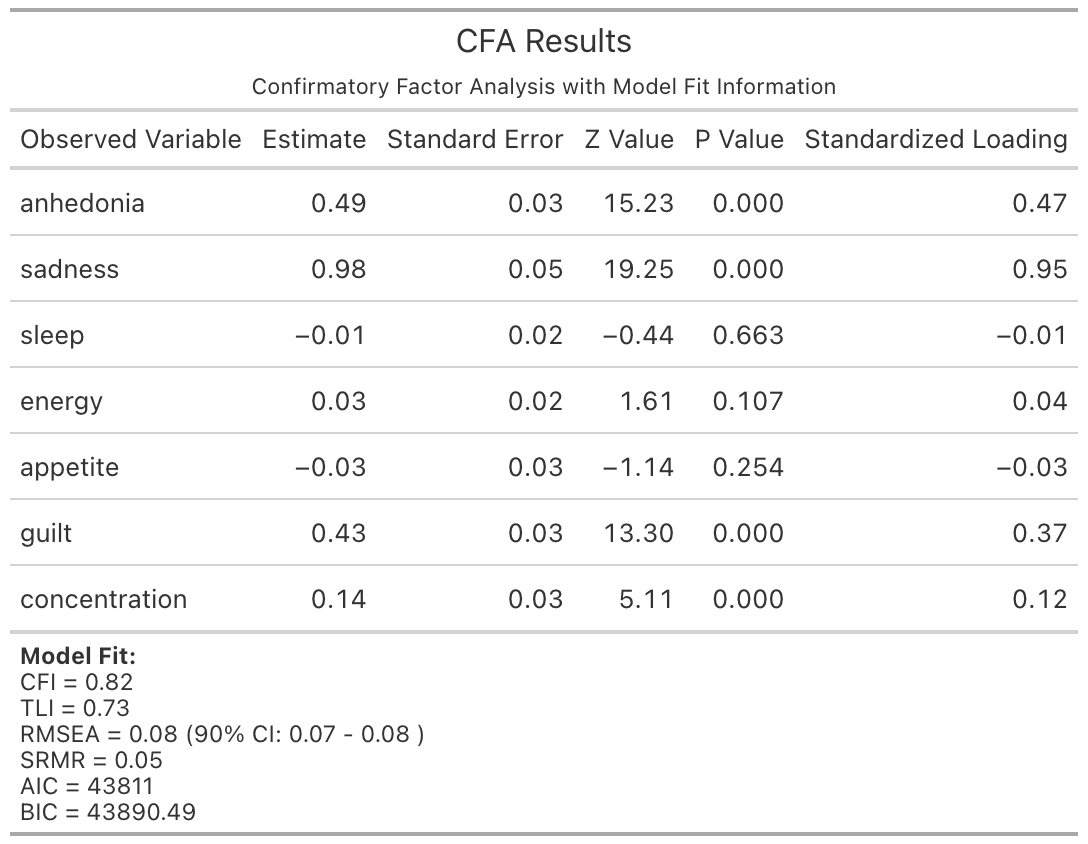 CFA Results
Confirmatory Factor Analysis with Model Fit Information
Observed Variable Estimate Standard Error Z Value P Value Standardized Loading
anhedonia 0.49 0.03 15.23 0.000 0.47
sadness 0.98 0.05 19.25 0.000 0.95
sleep −0.01 0.02 −0.44 0.663 −0.01
energy 0.03 0.02 1.61 0.107 0.04
appetite −0.03 0.03 −1.14 0.254 −0.03
guilt 0.43 0.03 13.30 0.000 0.37
concentration 0.14 0.03 5.11 0.000 0.12
Model Fit:
CFI = 0.82
TLI = 0.73
RMSEA = 0.08 (90% CI: 0.07 - 0.08 )
SRMR = 0.05
AIC = 43811
BIC = 43890.49